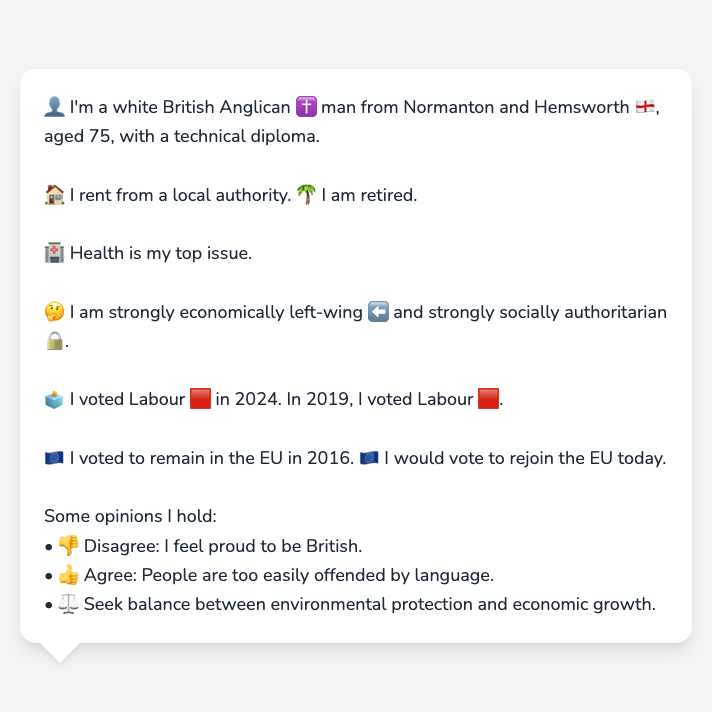 👤 I'm a white British Anglican ✝️ man from Normanton and Hemsworth 🏴󠁧󠁢󠁥󠁮󠁧󠁿,
aged 75, with a technical diploma.
🏠 I rent from a local authority. 🌴 I am retired.
🏥 Health is my top issue.
🤔 I am strongly economically left-wing ⬅️ and strongly socially authoritarian
🔒.
🗳️ I voted Labour 🟥 in 2024. In 2019, I voted Labour 🟥.
🇪🇺 I voted to remain in the EU in 2016. 🇪🇺 I would vote to rejoin the EU today.
Some opinions I hold:
• 👎 Disagree: I feel proud to be British.
• 👍 Agree: People are too easily offended by language.
• ⚖️ Seek balance between environmental protection and economic growth.